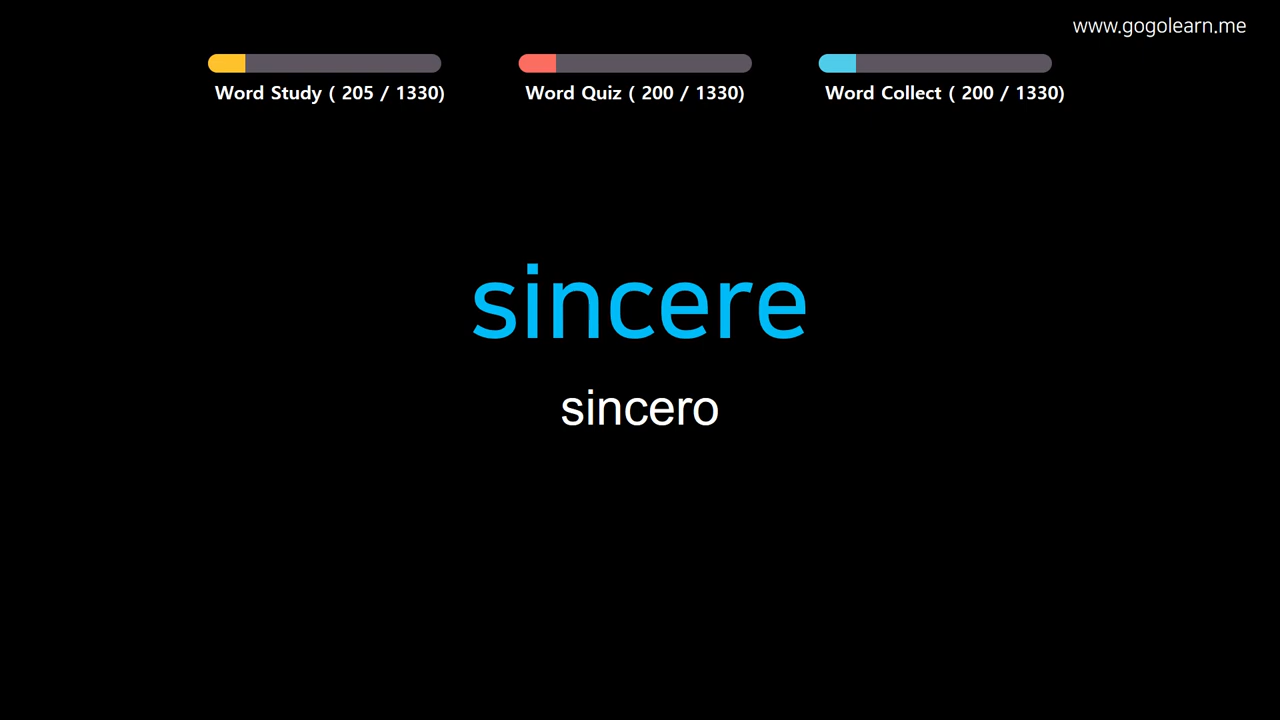 www.gogolearn.me
Word Study ( 205 / 1330)
Word Quiz ( 200 / 1330)
Word Collect ( 200 / 1330)
sincere
sincero